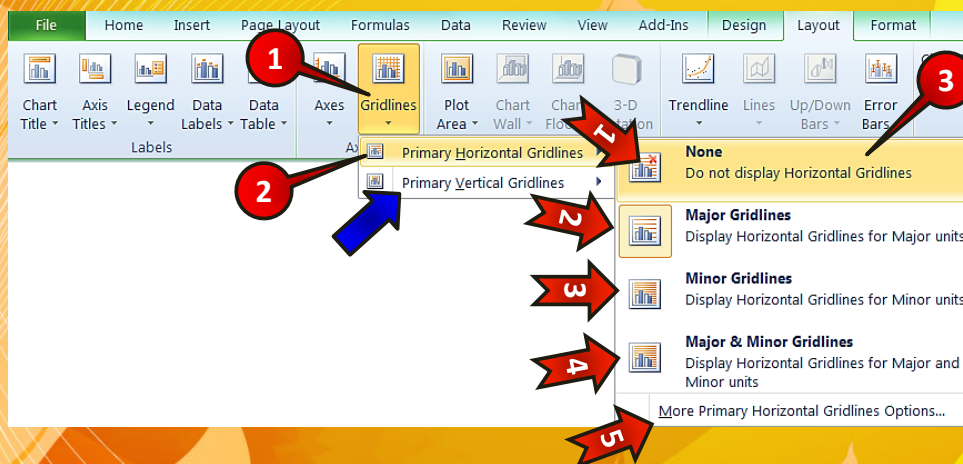 File Home Insert Page Layout Formulas Data Review View Add-Ins Design Layout Format
1
3
Chart Title Axis Titles Legend Data Labels Data Table Axes Gridlines Plot Area Chart Wall Chart 3-D Trendline Lines Up/Down Bars Error Bars
Labels
2
Primary Horizontal Gridlines
Primary Vertical Gridlines
1
None
Do not display Horizontal Gridlines
2
Major Gridlines
Display Horizontal Gridlines for Major units
3
Minor Gridlines
Display Horizontal Gridlines for Minor units
4
Major & Minor Gridlines
Display Horizontal Gridlines for Major and
Minor units
5
More Primary Horizontal Gridlines Options...